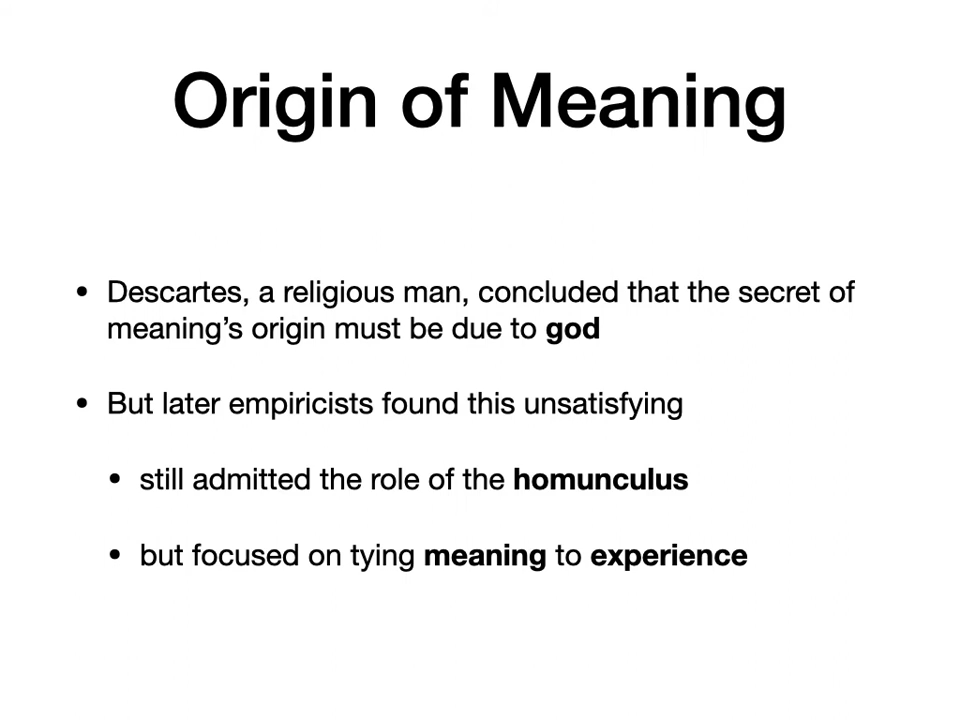 Origin of Meaning
• Descartes, a religious man, concluded that the secret of
meaning’s origin must be due to god
• But later empiricists found this unsatisfying
• still admitted the role of the homunculus
• but focused on tying meaning to experience